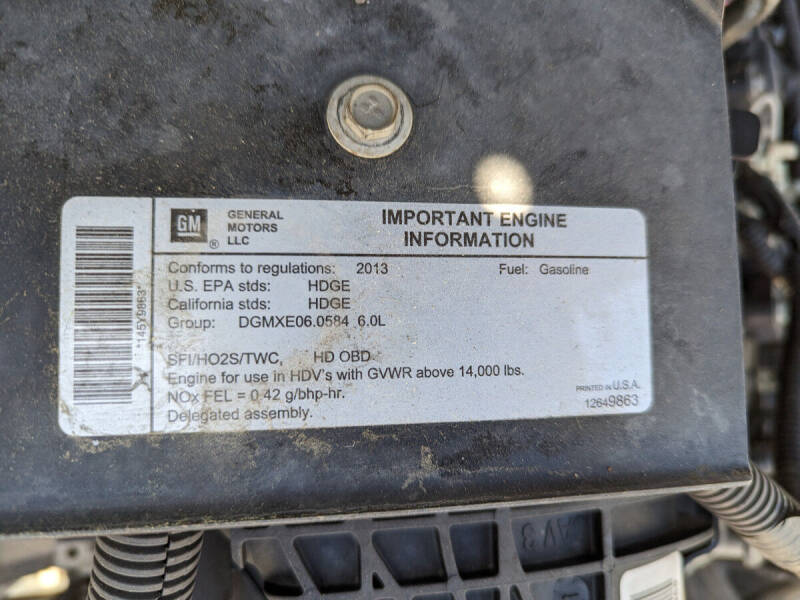 GM ®
GENERAL
MOTORS
LLC
IMPORTANT ENGINE
INFORMATION
Conforms to regulations: 2013 Fuel: Gasoline
U.S. EPA stds: HDGE
California stds: HDGE
Group: DGMXE06.0584 6.0L
SFI/HO2S/TWC, HD OBD
Engine for use in HDV's with GVWR above 14,000 lbs.
NOx FEL = 0.42 g/bhp-hr.
Delegated assembly.
PRINTED IN U.S.A.
12649863
AV 3